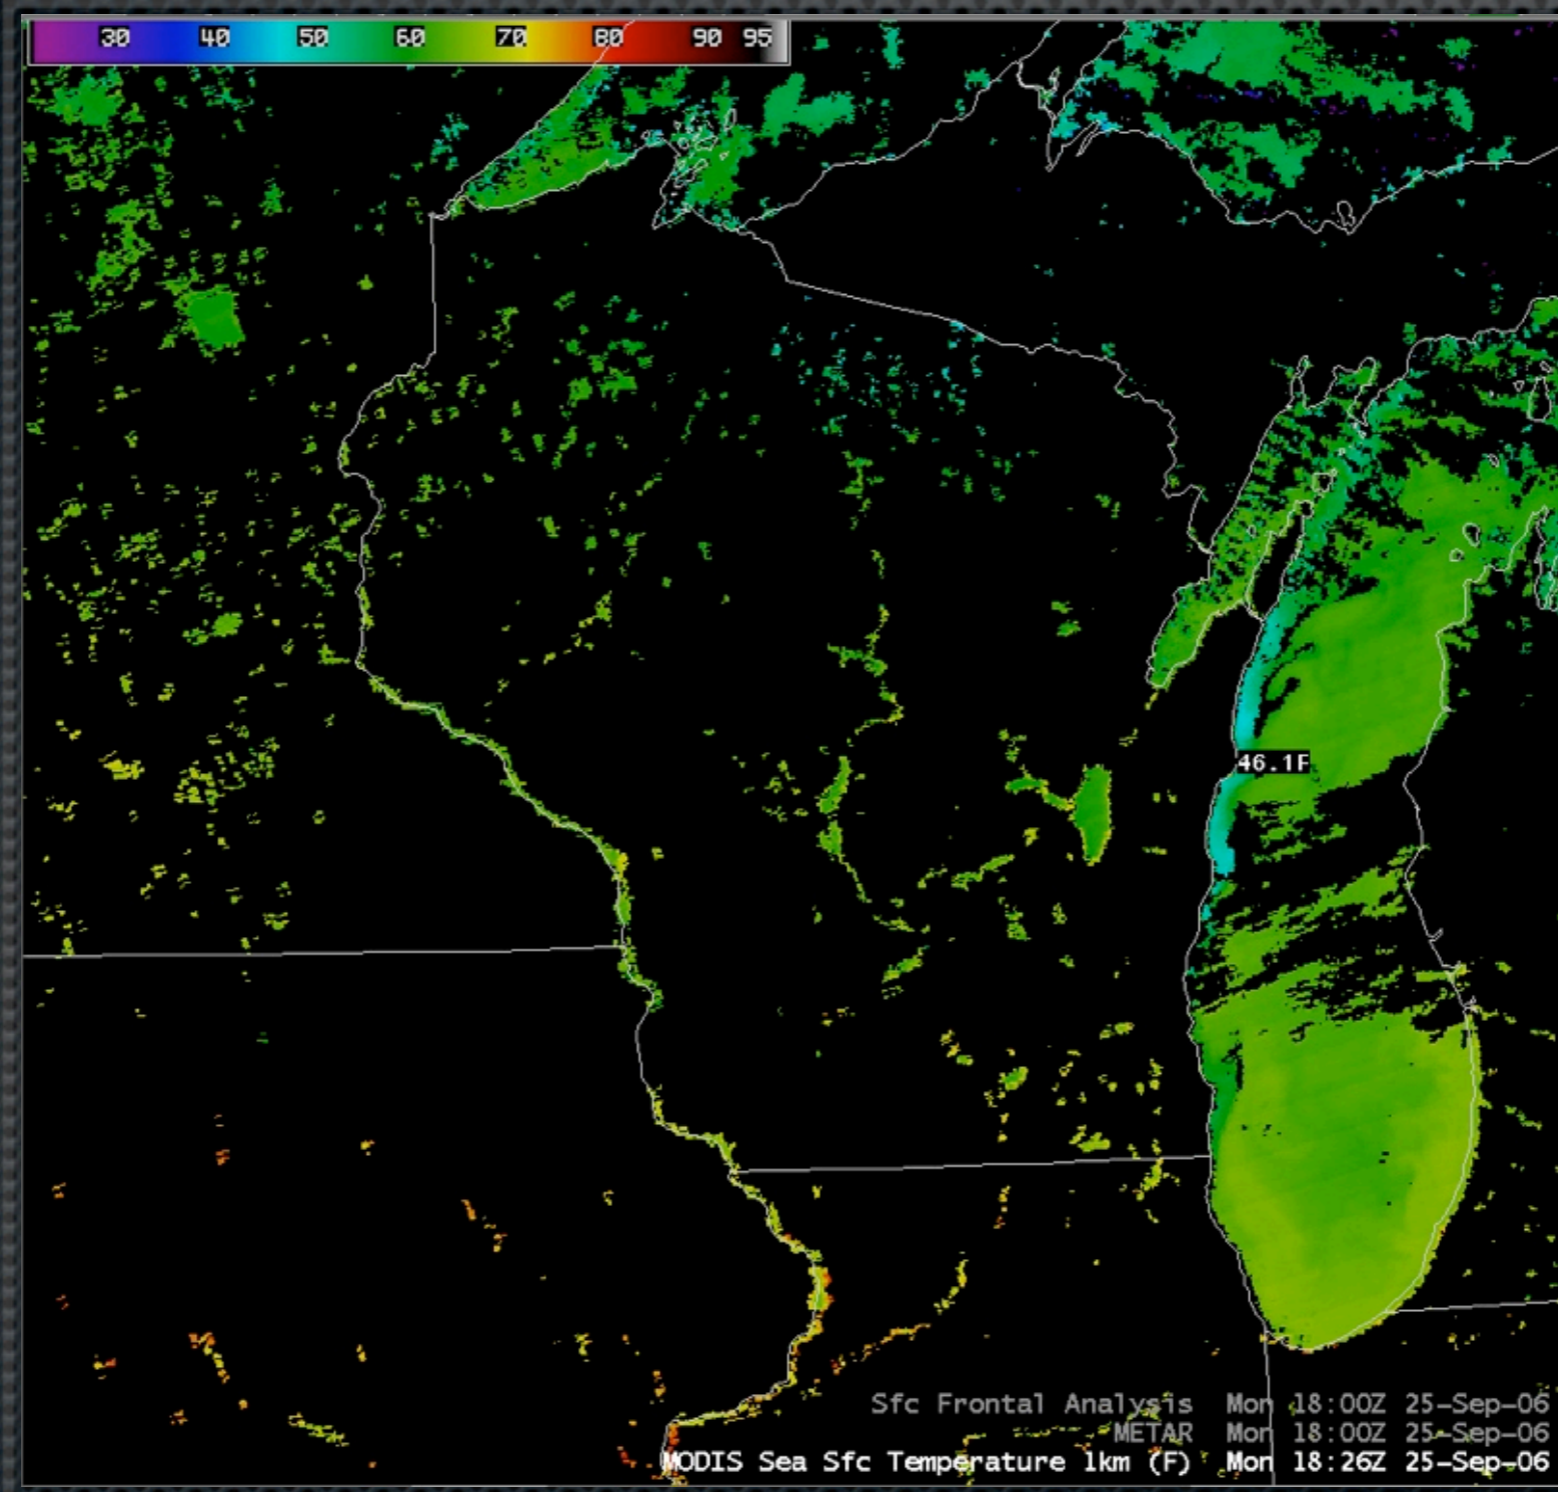 30 40 50 60 70 80 90 95
46.1F
Sfc Frontal Analysis Mon 18:00Z 25-Sep-06
METAR Mon 18:00Z 25-Sep-06
MODIS Sea Sfc Temperature 1km (F) Mon 18:26Z 25-Sep-06